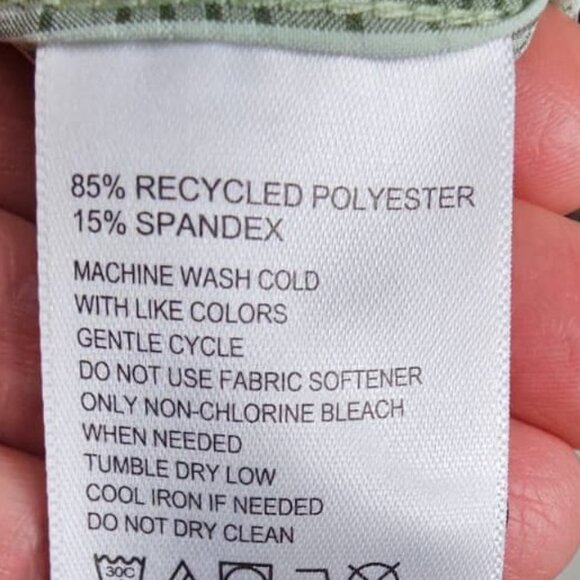 85% RECYCLED POLYESTER
15% SPANDEX
MACHINE WASH COLD
WITH LIKE COLORS
GENTLE CYCLE
DO NOT USE FABRIC SOFTENER
ONLY NON-CHLORINE BLEACH
WHEN NEEDED
TUMBLE DRY LOW
COOL IRON IF NEEDED
DO NOT DRY CLEAN
30C